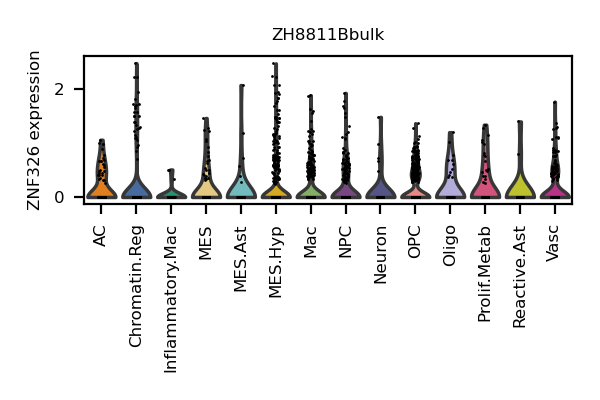 ZH8811Bbulk
ZNF326 expression
2
0
AC
Chromatin.Reg
Inflammatory.Mac
MES
MES.Ast
MES.Hyp
Mac
NPC
Neuron
OPC
Oligo
Prolif.Metab
Reactive.Ast
Vasc